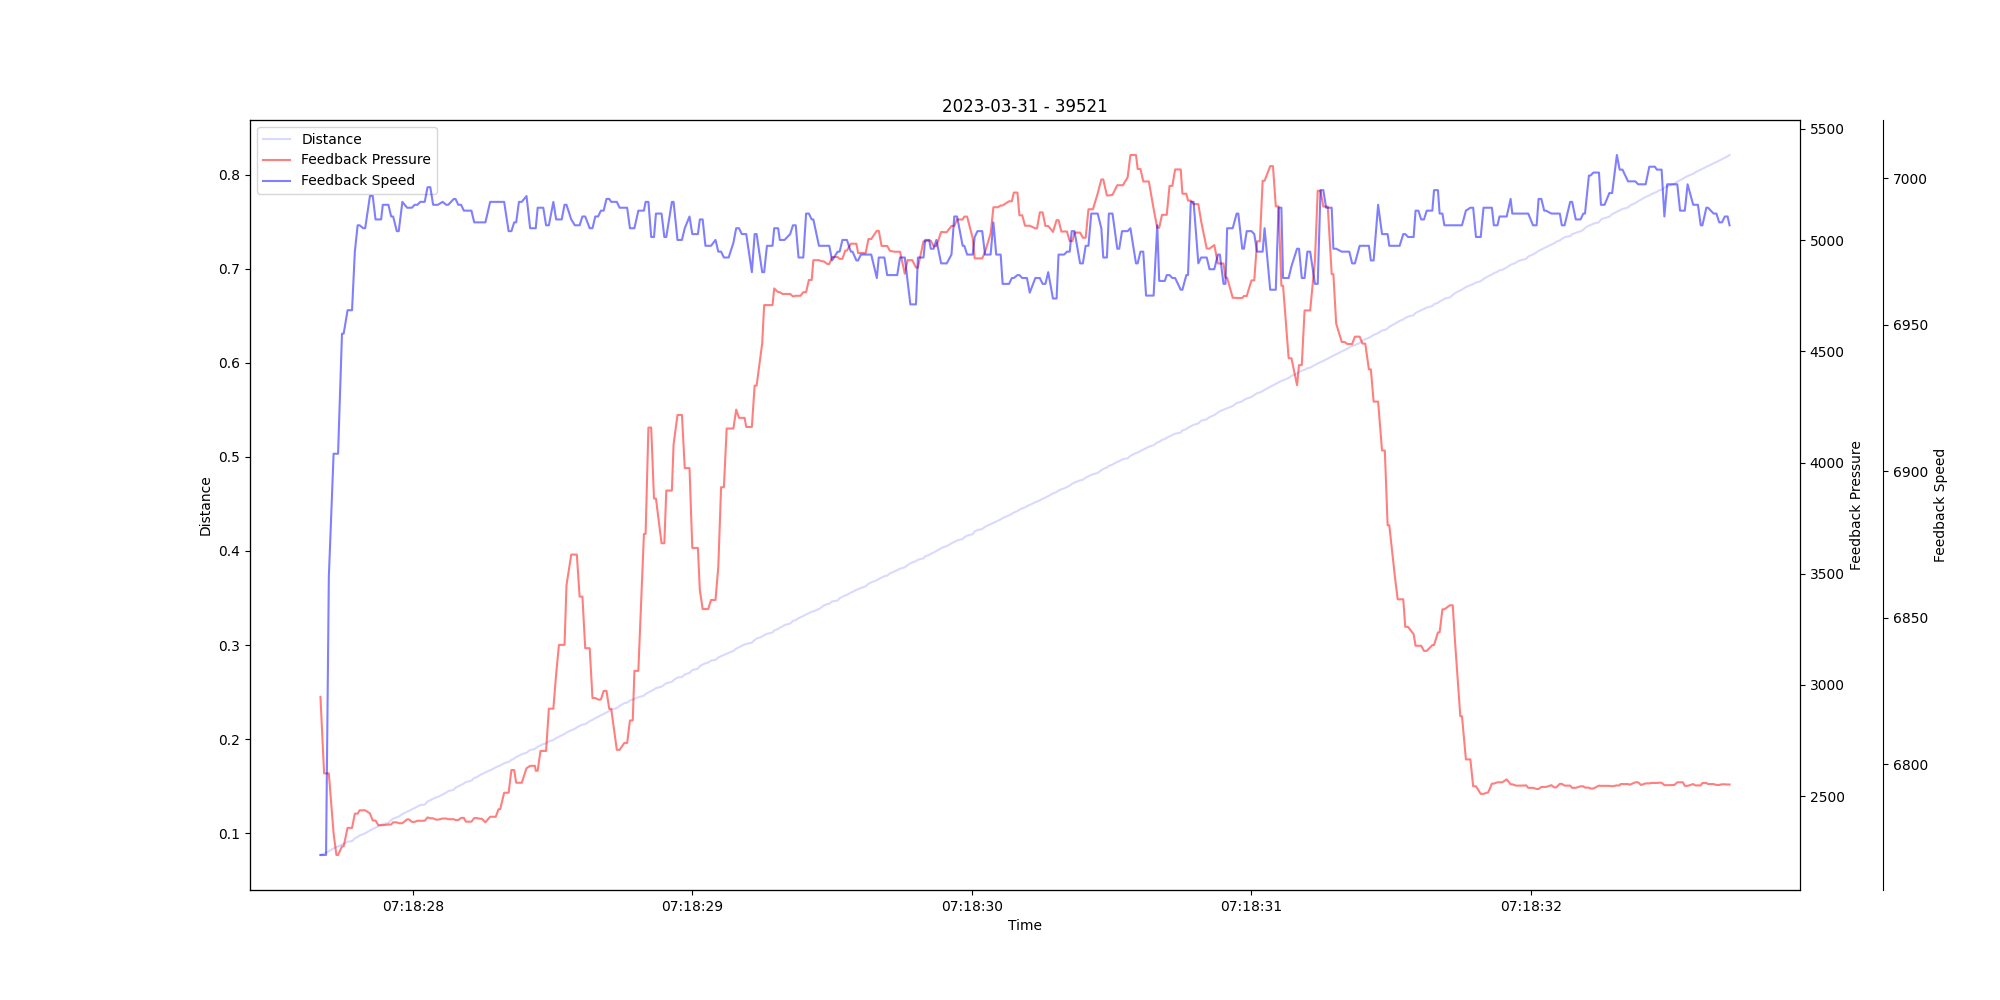 2023-03-31 - 39521
Distance
Feedback Pressure
Feedback Speed
0.8
0.7
0.6
0.5
0.4
0.3
0.2
0.1
Distance
5500
5000
4500
4000
3500
3000
2500
Feedback Pressure
7000
6950
6900
6850
6800
Feedback Speed
07:18:28 07:18:29 07:18:30 07:18:31 07:18:32
Time